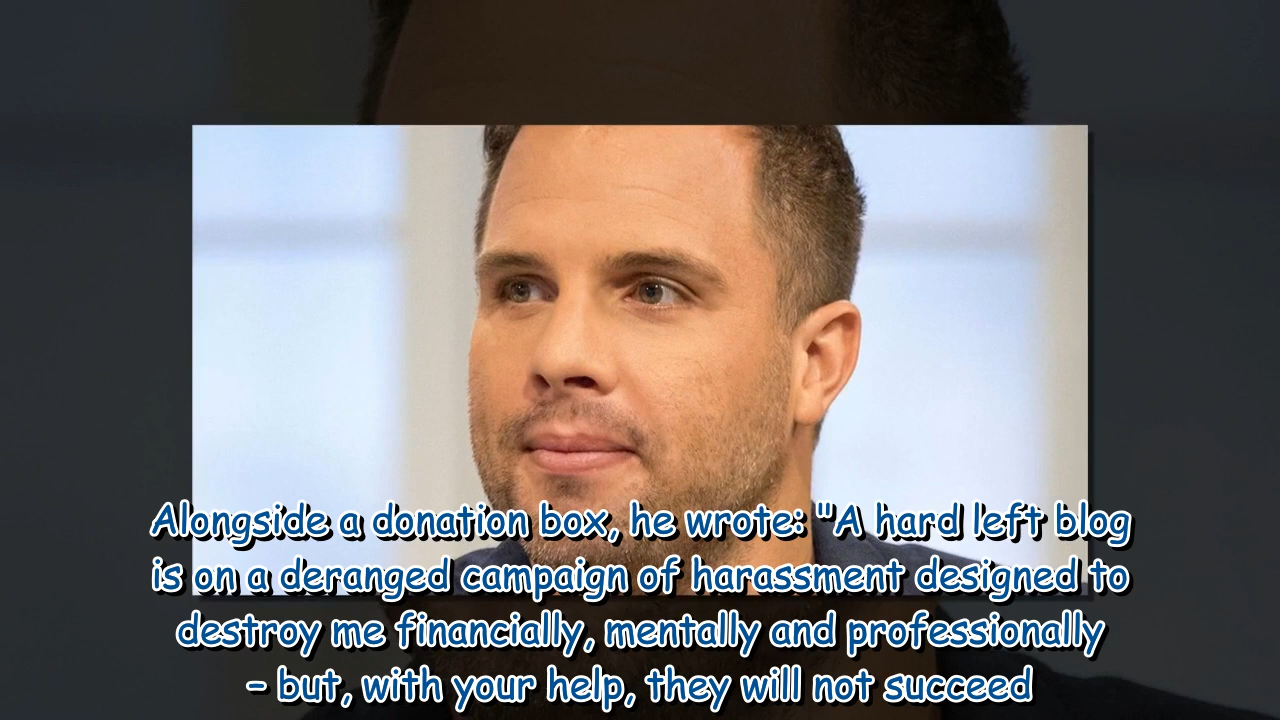 Alongside a donation box, he wrote: "A hard left blog
is on a deranged campaign of harassment designed to
destroy me financially, mentally and professionally
– but, with your help, they will not succeed